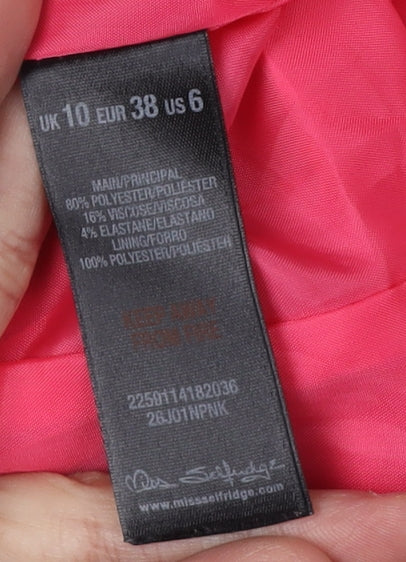 UK 10 EUR 38 US 6
MAIN/PRINCIPAL
80% POLYESTER/POLIÉSTER
16% VISCOSE/VISCOSA
4% ELASTANE/ELASTANO
LINING/FORRO
100% POLYESTER/POLIÉSTER
KEEP AWAY
FROM FIRE
2259114182036
26J01NPNK
Miss Selfridge
www.missselfridge.com